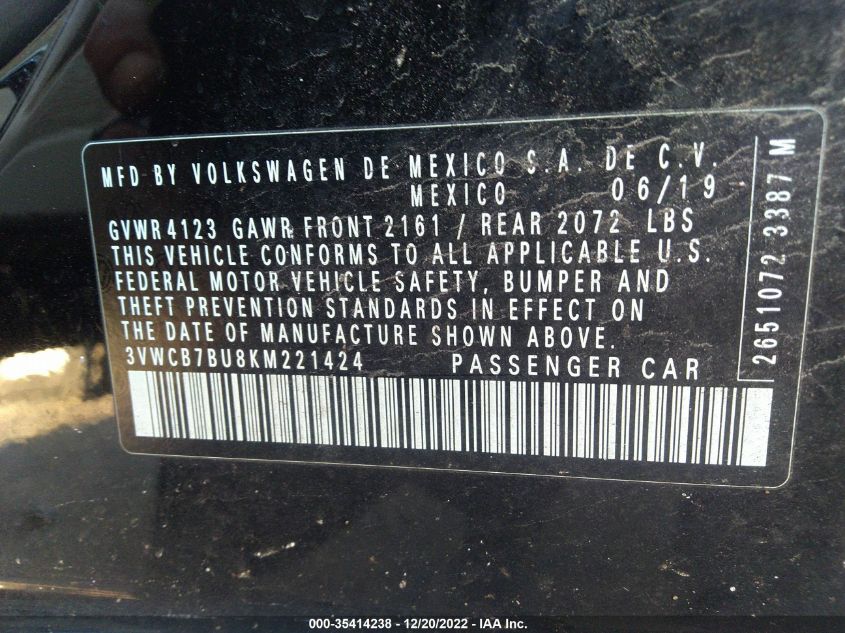 MFD BY VOLKSWAGEN DE MEXICO S.A. DE C.V.
MEXICO 06/19
GVWR 4123 GAWR FRONT 2161 / REAR 2072 LBS
THIS VEHICLE CONFORMS TO ALL APPLICABLE U.S.
FEDERAL MOTOR VEHICLE SAFETY, BUMPER AND
THEFT PREVENTION STANDARDS IN EFFECT ON
THE DATE OF MANUFACTURE SHOWN ABOVE.
3VWCB7BU8KM221424 PASSENGER CAR
2651072 3387 M
000-35414238 - 12/20/2022 - IAA Inc.